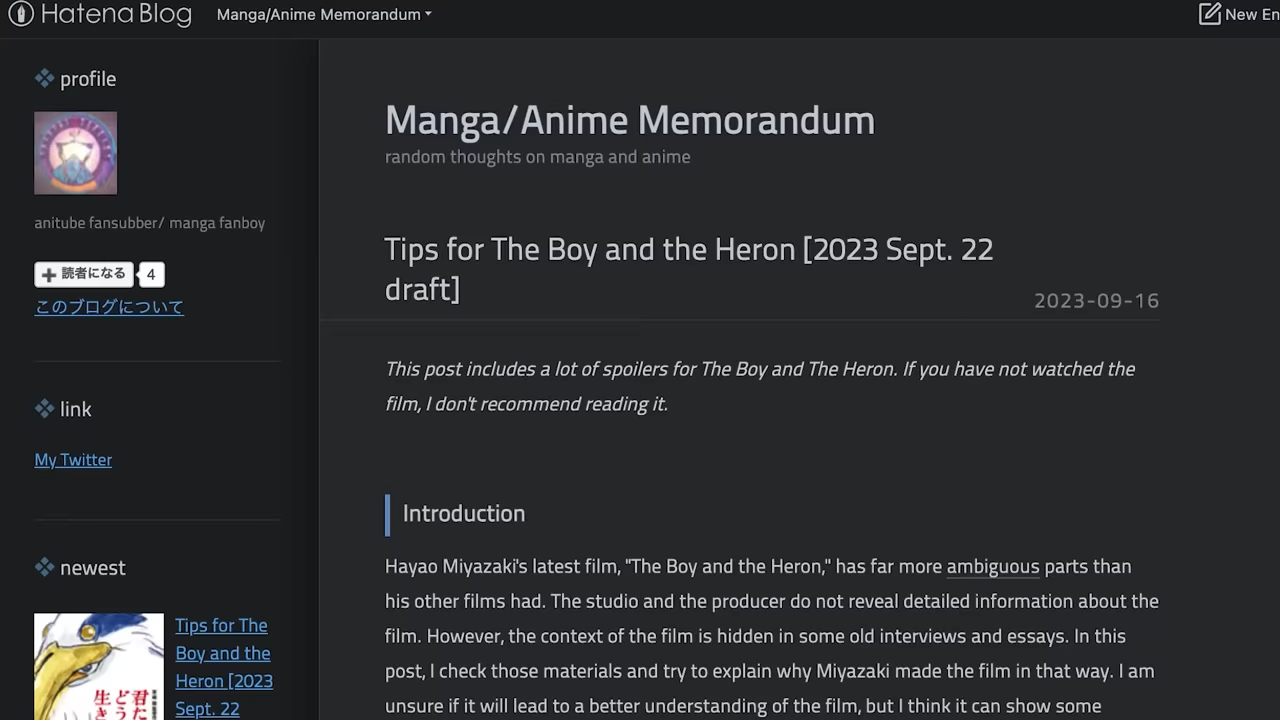 Hatena Blog
Manga/Anime Memorandum
New En
profile
anitube fansubber/ manga fanboy
読者になる 4
このブログについて
link
My Twitter
newest
Tips for The
Boy and the
Heron [2023
Sept. 22
Manga/Anime Memorandum
random thoughts on manga and anime
Tips for The Boy and the Heron [2023 Sept. 22
draft]
2023-09-16
This post includes a lot of spoilers for The Boy and The Heron. If you have not watched the
film, I don't recommend reading it.
Introduction
Hayao Miyazaki's latest film, "The Boy and the Heron," has far more ambiguous parts than
his other films had. The studio and the producer do not reveal detailed information about the
film. However, the context of the film is hidden in some old interviews and essays. In this
post, I check those materials and try to explain why Miyazaki made the film in that way. I am
unsure if it will lead to a better understanding of the film, but I think it can show some